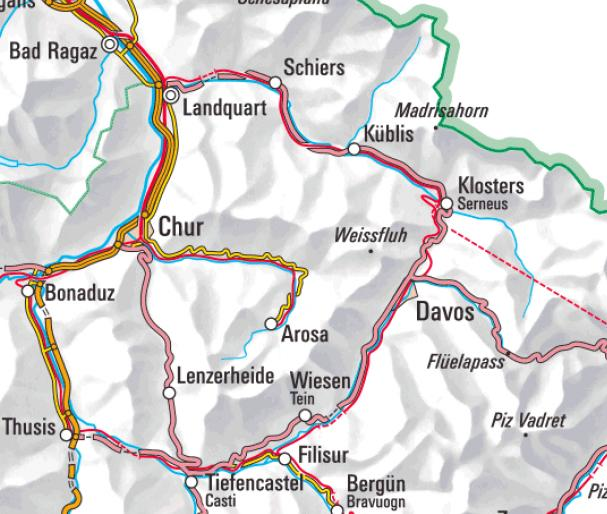 Bad Ragaz
Schiers
Landquart
Madrisahorn
Küblis
Klosters
Serneus
Chur
Weissfluh
Bonaduz
Davos
Arosa
Flüelapass
Lenzerheide
Wiesen
Tein
Piz Vadret
Thusis
Filisur
Tiefencastel
Casti
Bergün
Bravuogn
Piz